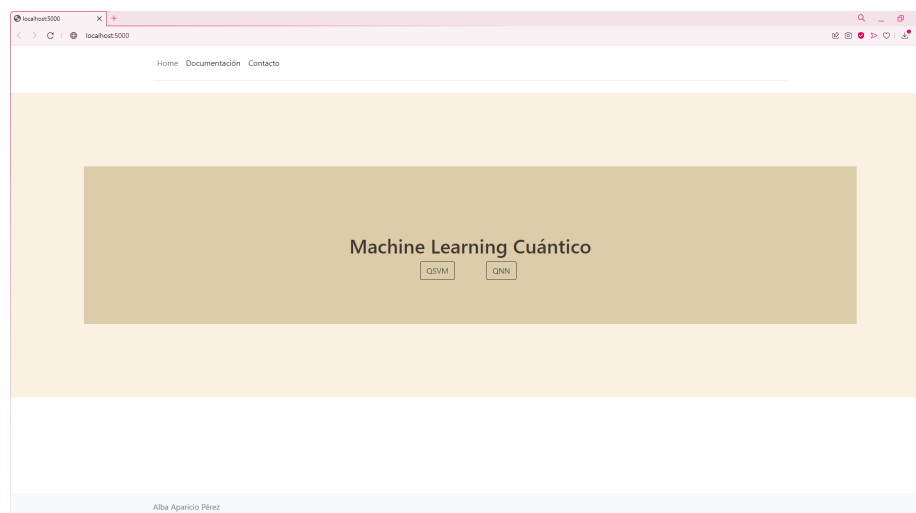 localhost:5000
localhost:5000
Home Documentación Contacto
Machine Learning Cuántico
QSVM QNN
Alba Aparicio Pérez